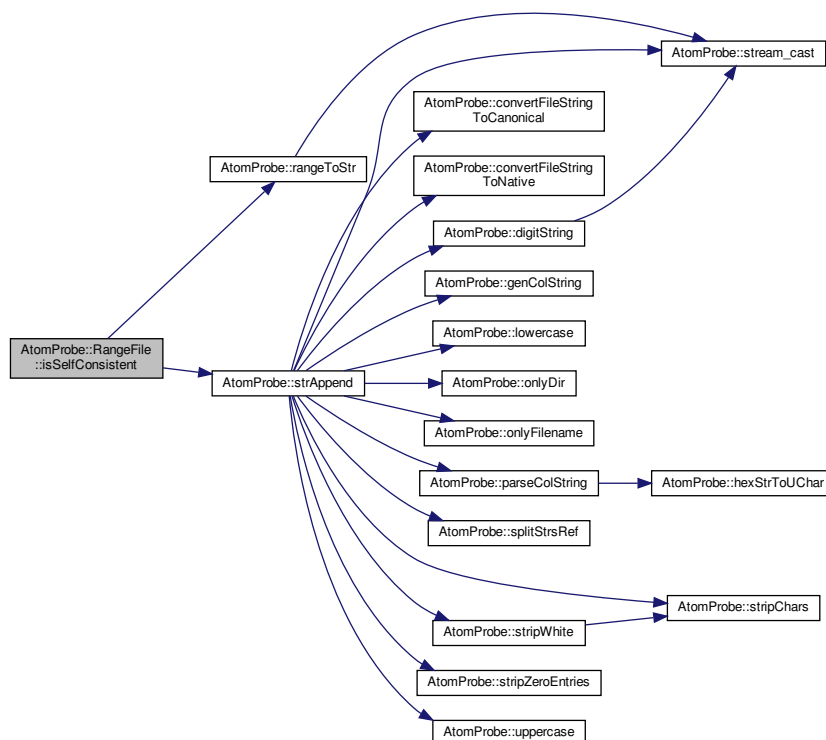 AtomProbe::stream_cast
AtomProbe::convertFileString
ToCanonical
AtomProbe::rangeToStr
AtomProbe::convertFileString
ToNative
AtomProbe::digitString
AtomProbe::genColString
AtomProbe::RangeFile
::isSelfConsistent
AtomProbe::lowercase
AtomProbe::strAppend
AtomProbe::onlyDir
AtomProbe::onlyFilename
AtomProbe::parseColString
AtomProbe::hexStrToUChar
AtomProbe::splitStrsRef
AtomProbe::stripChars
AtomProbe::stripWhite
AtomProbe::stripZeroEntries
AtomProbe::uppercase